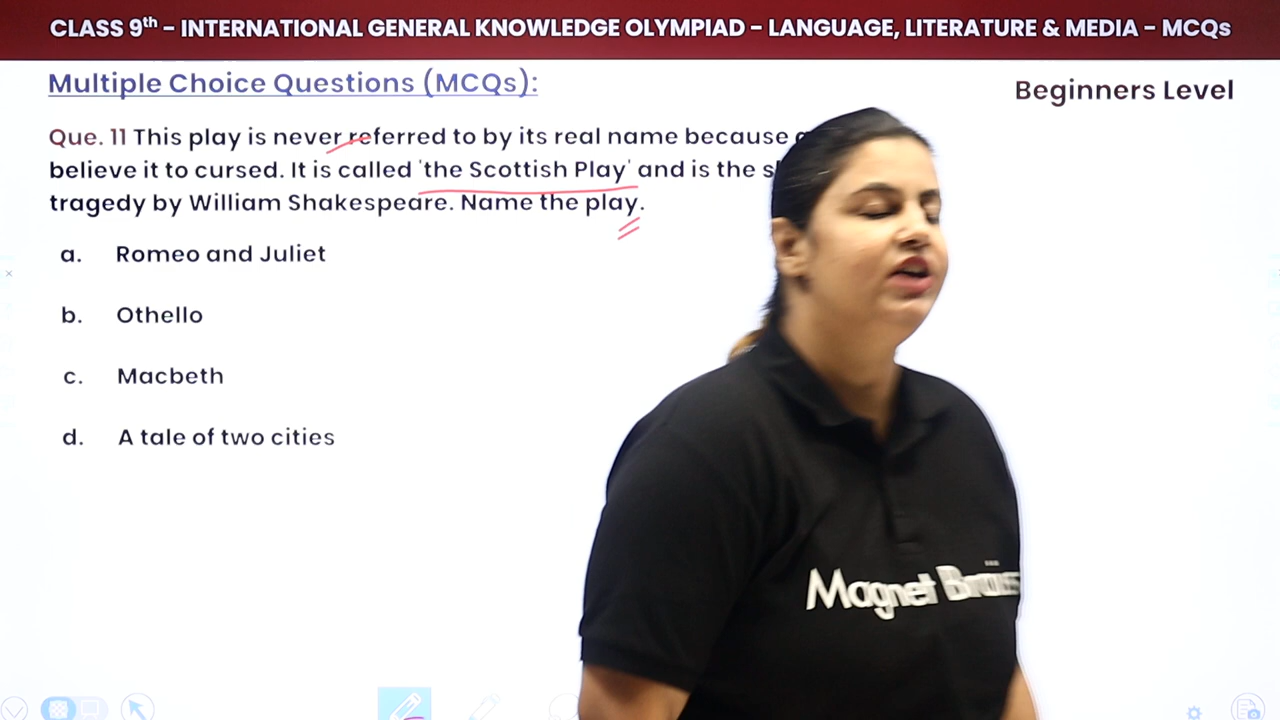 CLASS 9th - INTERNATIONAL GENERAL KNOWLEDGE OLYMPIAD - LANGUAGE, LITERATURE & MEDIA - MCQs
Multiple Choice Questions (MCQs):
Beginners Level
Que. 11 This play is never referred to by its real name because
believe it to cursed. It is called 'the Scottish Play' and is the
tragedy by William Shakespeare. Name the play.
a. Romeo and Juliet
b. Othello
c. Macbeth
d. A tale of two cities
Magnet Brains